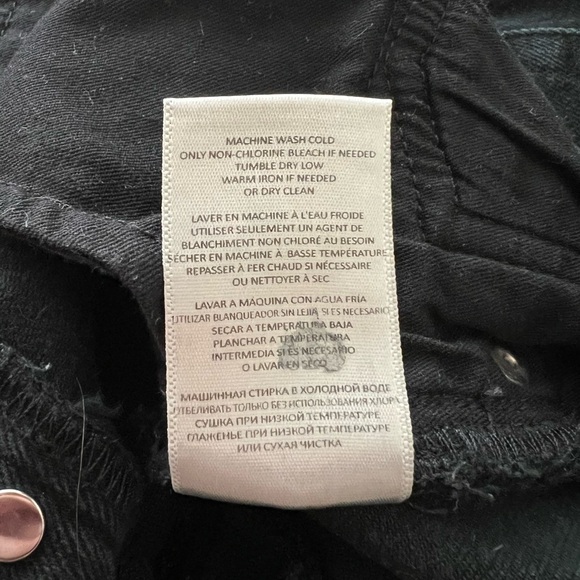 MACHINE WASH COLD
ONLY NON-CHLORINE BLEACH IF NEEDED
TUMBLE DRY LOW
WARM IRON IF NEEDED
OR DRY CLEAN
LAVER EN MACHINE À L'EAU FROIDE
UTILISER SEULEMENT UN AGENT DE
BLANCHIMENT NON CHLORÉ AU BESOIN
SÉCHER EN MACHINE À BASSE TEMPÉRATURE
REPASSER À FER CHAUD SI NÉCESSAIRE
OU NETTOYER À SEC
LAVAR A MÁQUINA CON AGUA FRÍA
UTILIZAR BLANQUEADOR SIN LEJIA SI ES NECESARIO
SECAR A TEMPERATURA BAJA
PLANCHAR A TEMPERATURA
INTERMEDIA SI ES NECESARIO
O LAVAR EN SECO
МАШИННАЯ СТИРКА В ХОЛОДНОЙ ВОДЕ
ОТБЕЛИВАТЬ ТОЛЬКО БЕЗ ИСПОЛЬЗОВАНИЯ ХЛОРА
СУШКА ПРИ НИЗКОЙ ТЕМПЕРАТУРЕ
ГЛАЖЕНЬЕ ПРИ НИЗКОЙ ТЕМПЕРАТУРЕ
ИЛИ СУХАЯ ЧИСТКА